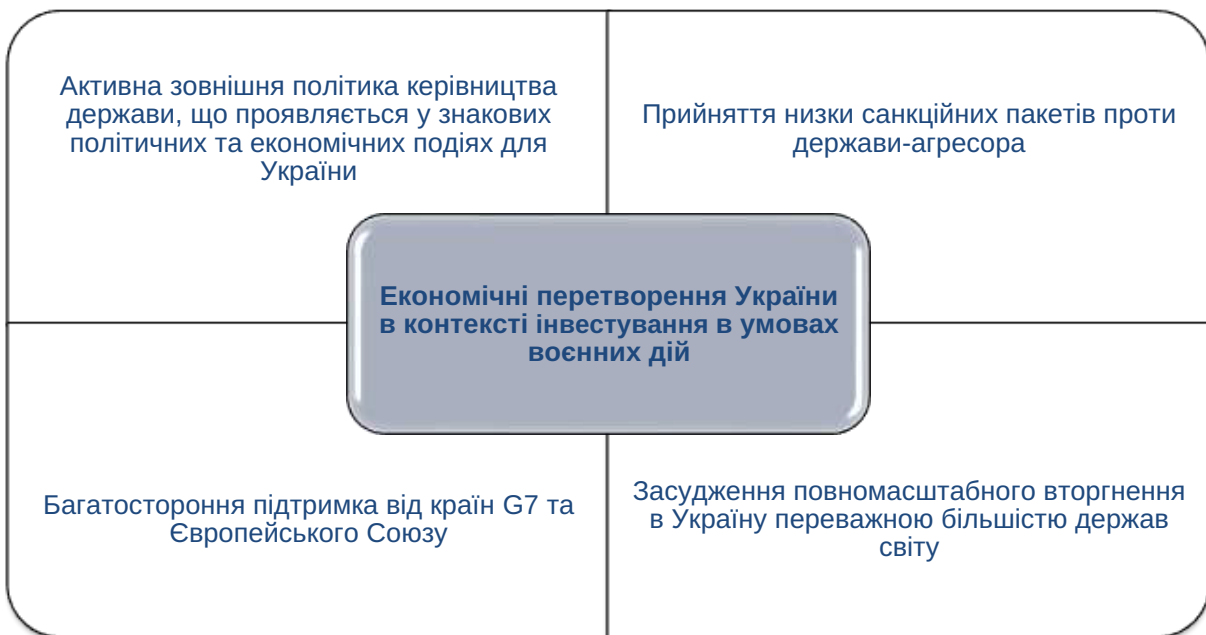 Активна зовнішня політика керівництва
держави, що проявляється у знакових
політичних та економічних подіях для
України
Прийняття низки санкційних пакетів проти
держави-агресора
Економічні перетворення України
в контексті інвестування в умовах
воєнних дій
Багатостороння підтримка від країн G7 та
Європейського Союзу
Засудження повномасштабного вторгнення
в Україну переважною більшістю держав
світу